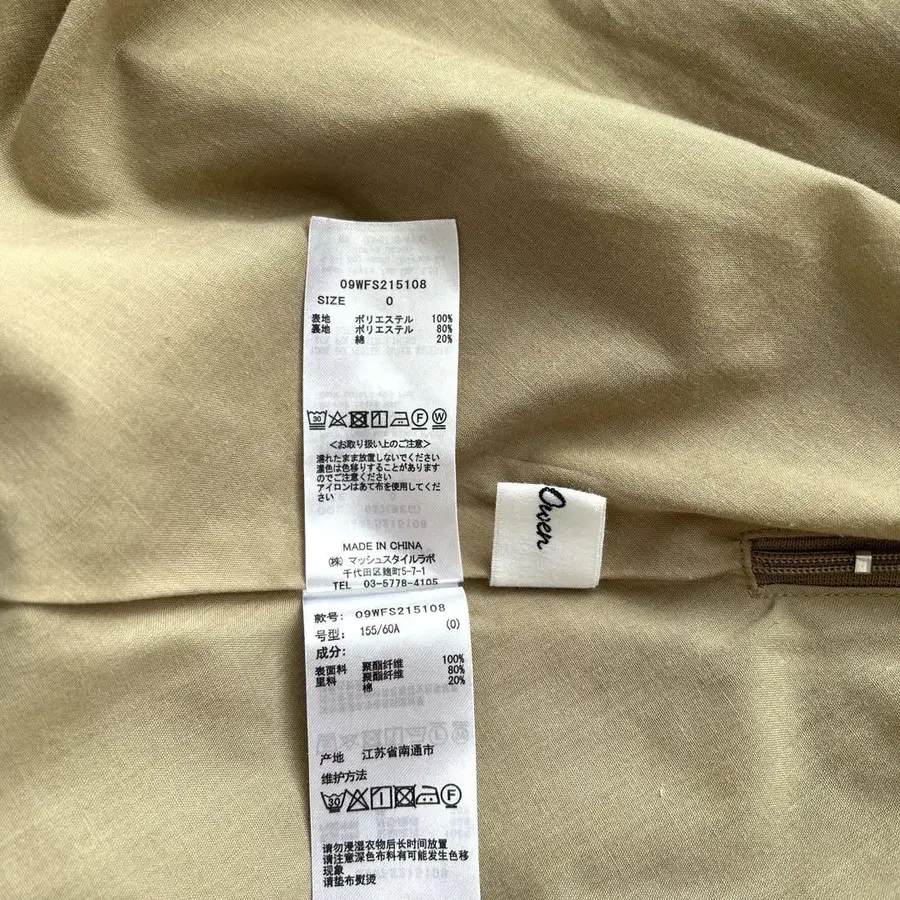 09WFS215108
SIZE 0
表地 ポリエステル 100%
裏地 ポリエステル 80%
綿 20%
30 F W
<お取り扱い上のご注意>
濡れたまま放置しないでください
濃色は色移りすることがあります
のでご注意ください
アイロンはあて布を使用してくだ
さい
MADE IN CHINA
(株) マッシュスタイルラボ
千代田区麹町5-7-1
TEL 03-5778-4105
Owen
款号: 09WFS215108
号型: 155/60A (0)
成分:
表面料 聚酯纤维 100%
里料 聚酯纤维 80%
棉 20%
产地 江苏省南通市
维护方法
30 F
请勿浸湿衣物后长时间放置
请注意深色布料有可能发生色移
现象
请垫布熨烫